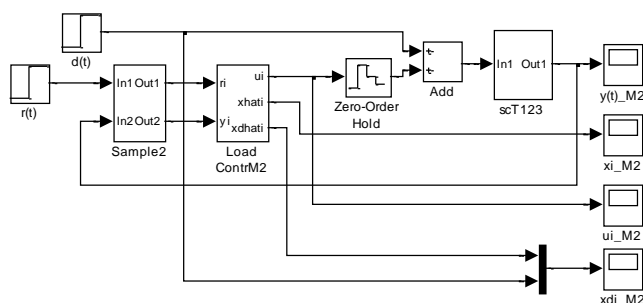 d(t)
r(t)
In1 Out1
In2 Out2
Sample2
ri
yi
ui
xhati
xdhati
Load
ContrM2
Zero-Order
Hold
Add
In1 Out1
scT123
y(t)_M2
xi_M2
ui_M2
xdi_M2